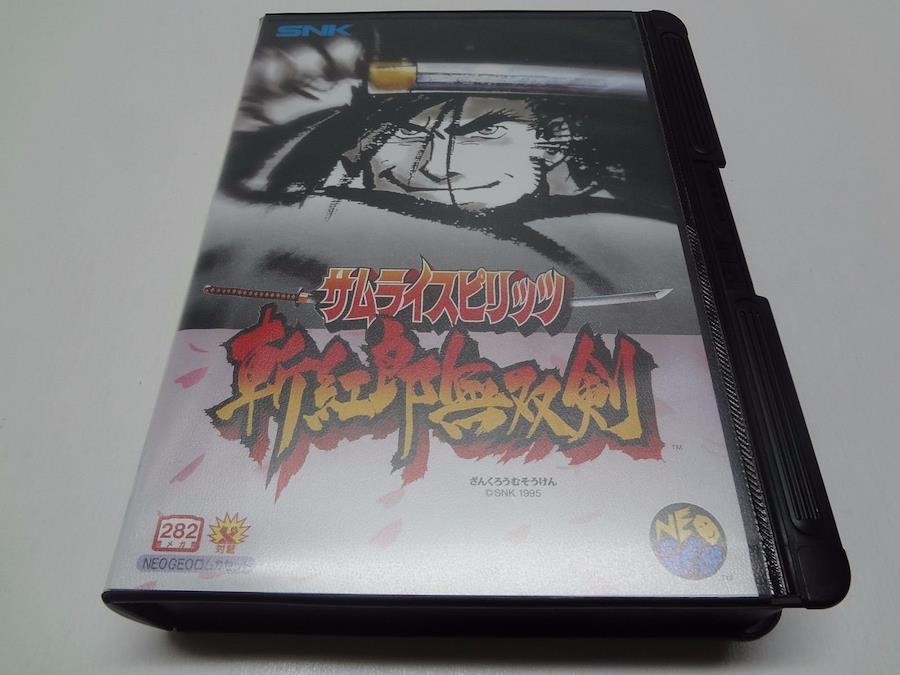 SNK
サムライスピリッツ
斬紅郎無双剣
TM
ざんくろうむそうけん
©SNK 1995
282
メガ
対戦
NEO GEO
NEOGEOロムカセット
TM